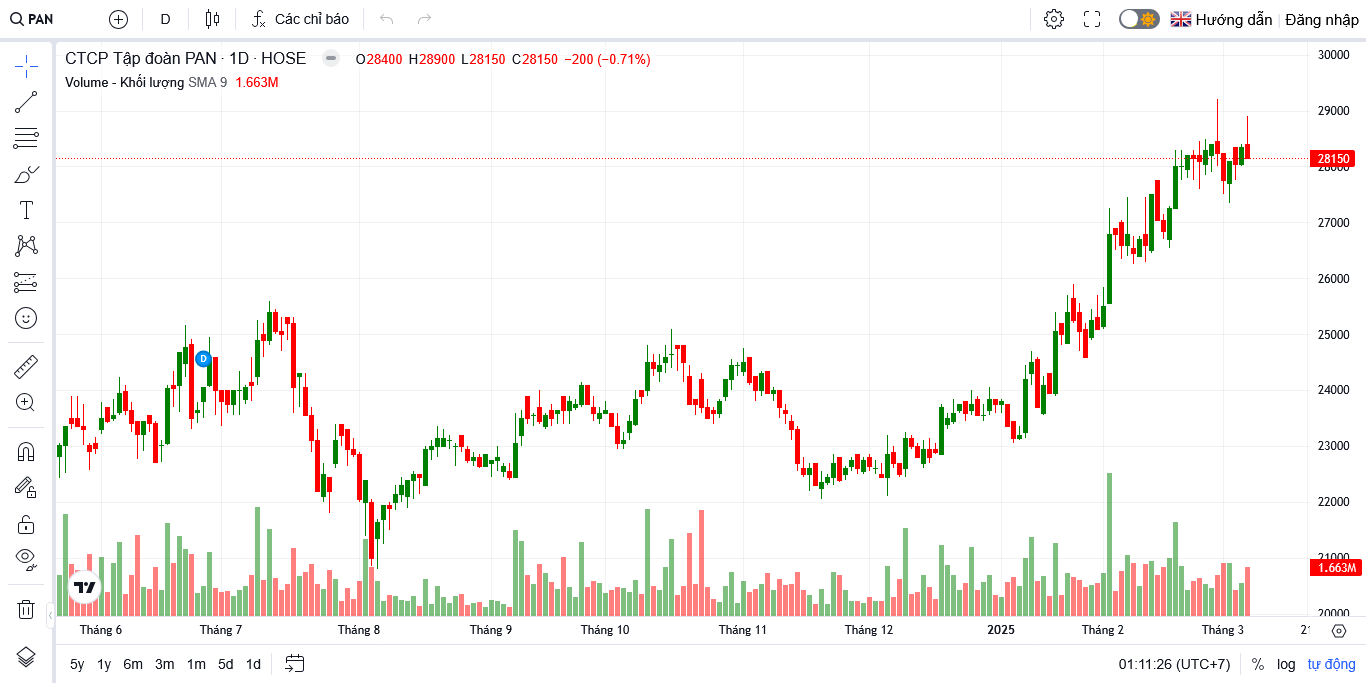 PAN D Các chỉ báo Hướng dẫn Đăng nhập
CTCP Tập đoàn PAN · 1D · HOSE O28400 H28900 L28150 C28150 −200 (−0.71%)
Volume - Khối lượng SMA 9 1.663M
30000
29000
28150
28000
27000
26000
25000
24000
23000
22000
21000
1.663M
20000
D
Tháng 6 Tháng 7 Tháng 8 Tháng 9 Tháng 10 Tháng 11 Tháng 12 2025 Tháng 2 Tháng 3 21
5y 1y 6m 3m 1m 5d 1d 01:11:26 (UTC+7) % log tự động